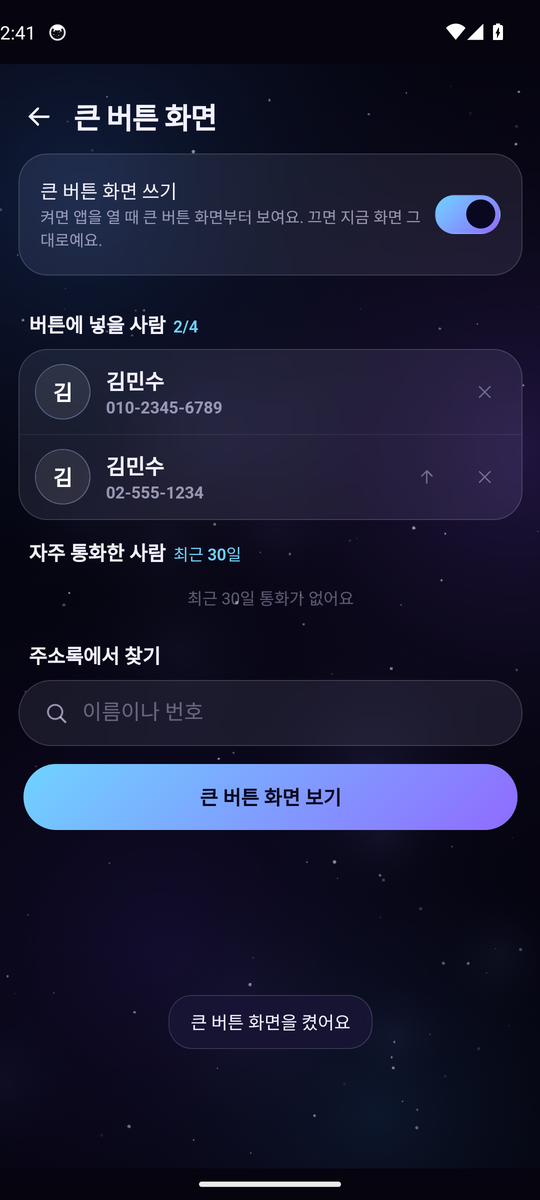 2:41
큰 버튼 화면
큰 버튼 화면 쓰기
켜면 앱을 열 때 큰 버튼 화면부터 보여요. 끄면 지금 화면 그
대로예요.
버튼에 넣을 사람 2/4
김 김민수
010-2345-6789
김 김민수
02-555-1234
자주 통화한 사람 최근 30일
최근 30일 통화가 없어요
주소록에서 찾기
이름이나 번호
큰 버튼 화면 보기
큰 버튼 화면을 켰어요